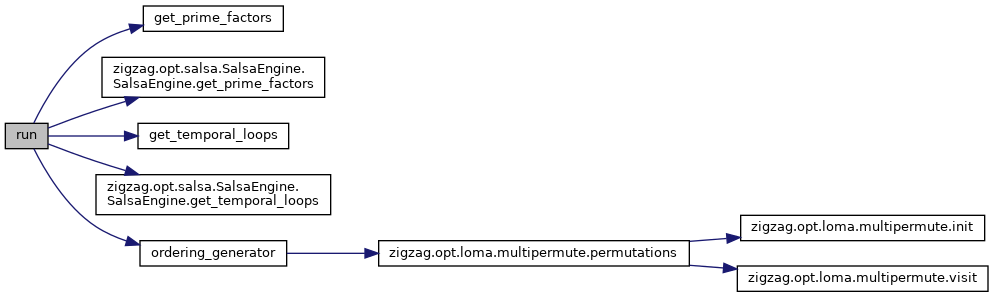 get_prime_factors
zigzag.opt.salsa.SalsaEngine.
SalsaEngine.get_prime_factors
run
get_temporal_loops
zigzag.opt.salsa.SalsaEngine.
SalsaEngine.get_temporal_loops
ordering_generator
zigzag.opt.loma.multipermute.permutations
zigzag.opt.loma.multipermute.init
zigzag.opt.loma.multipermute.visit